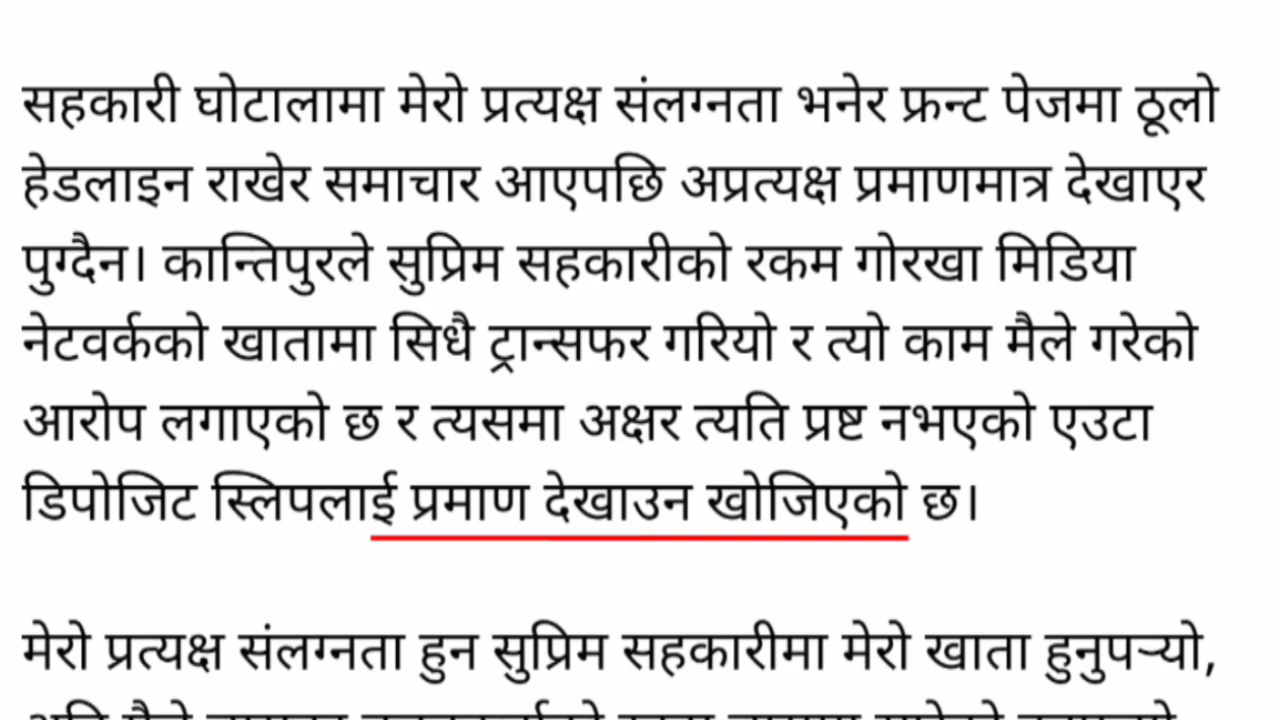 सहकारी घोटालामा मेरो प्रत्यक्ष संलग्नता भनेर फ्रन्ट पेजमा ठूलो
हेडलाइन राखेर समाचार आएपछि अप्रत्यक्ष प्रमाणमात्र देखाएर
पुग्दैन। कान्तिपुरले सुप्रिम सहकारीको रकम गोरखा मिडिया
नेटवर्कको खातामा सिधै ट्रान्सफर गरियो र त्यो काम मैले गरेको
आरोप लगाएको छ र त्यसमा अक्षर त्यति प्रष्ट नभएको एउटा
डिपोजिट स्लिपलाई प्रमाण देखाउन खोजिएको छ।
मेरो प्रत्यक्ष संलग्नता हुन सुप्रिम सहकारीमा मेरो खाता हुनुपर्‍यो,